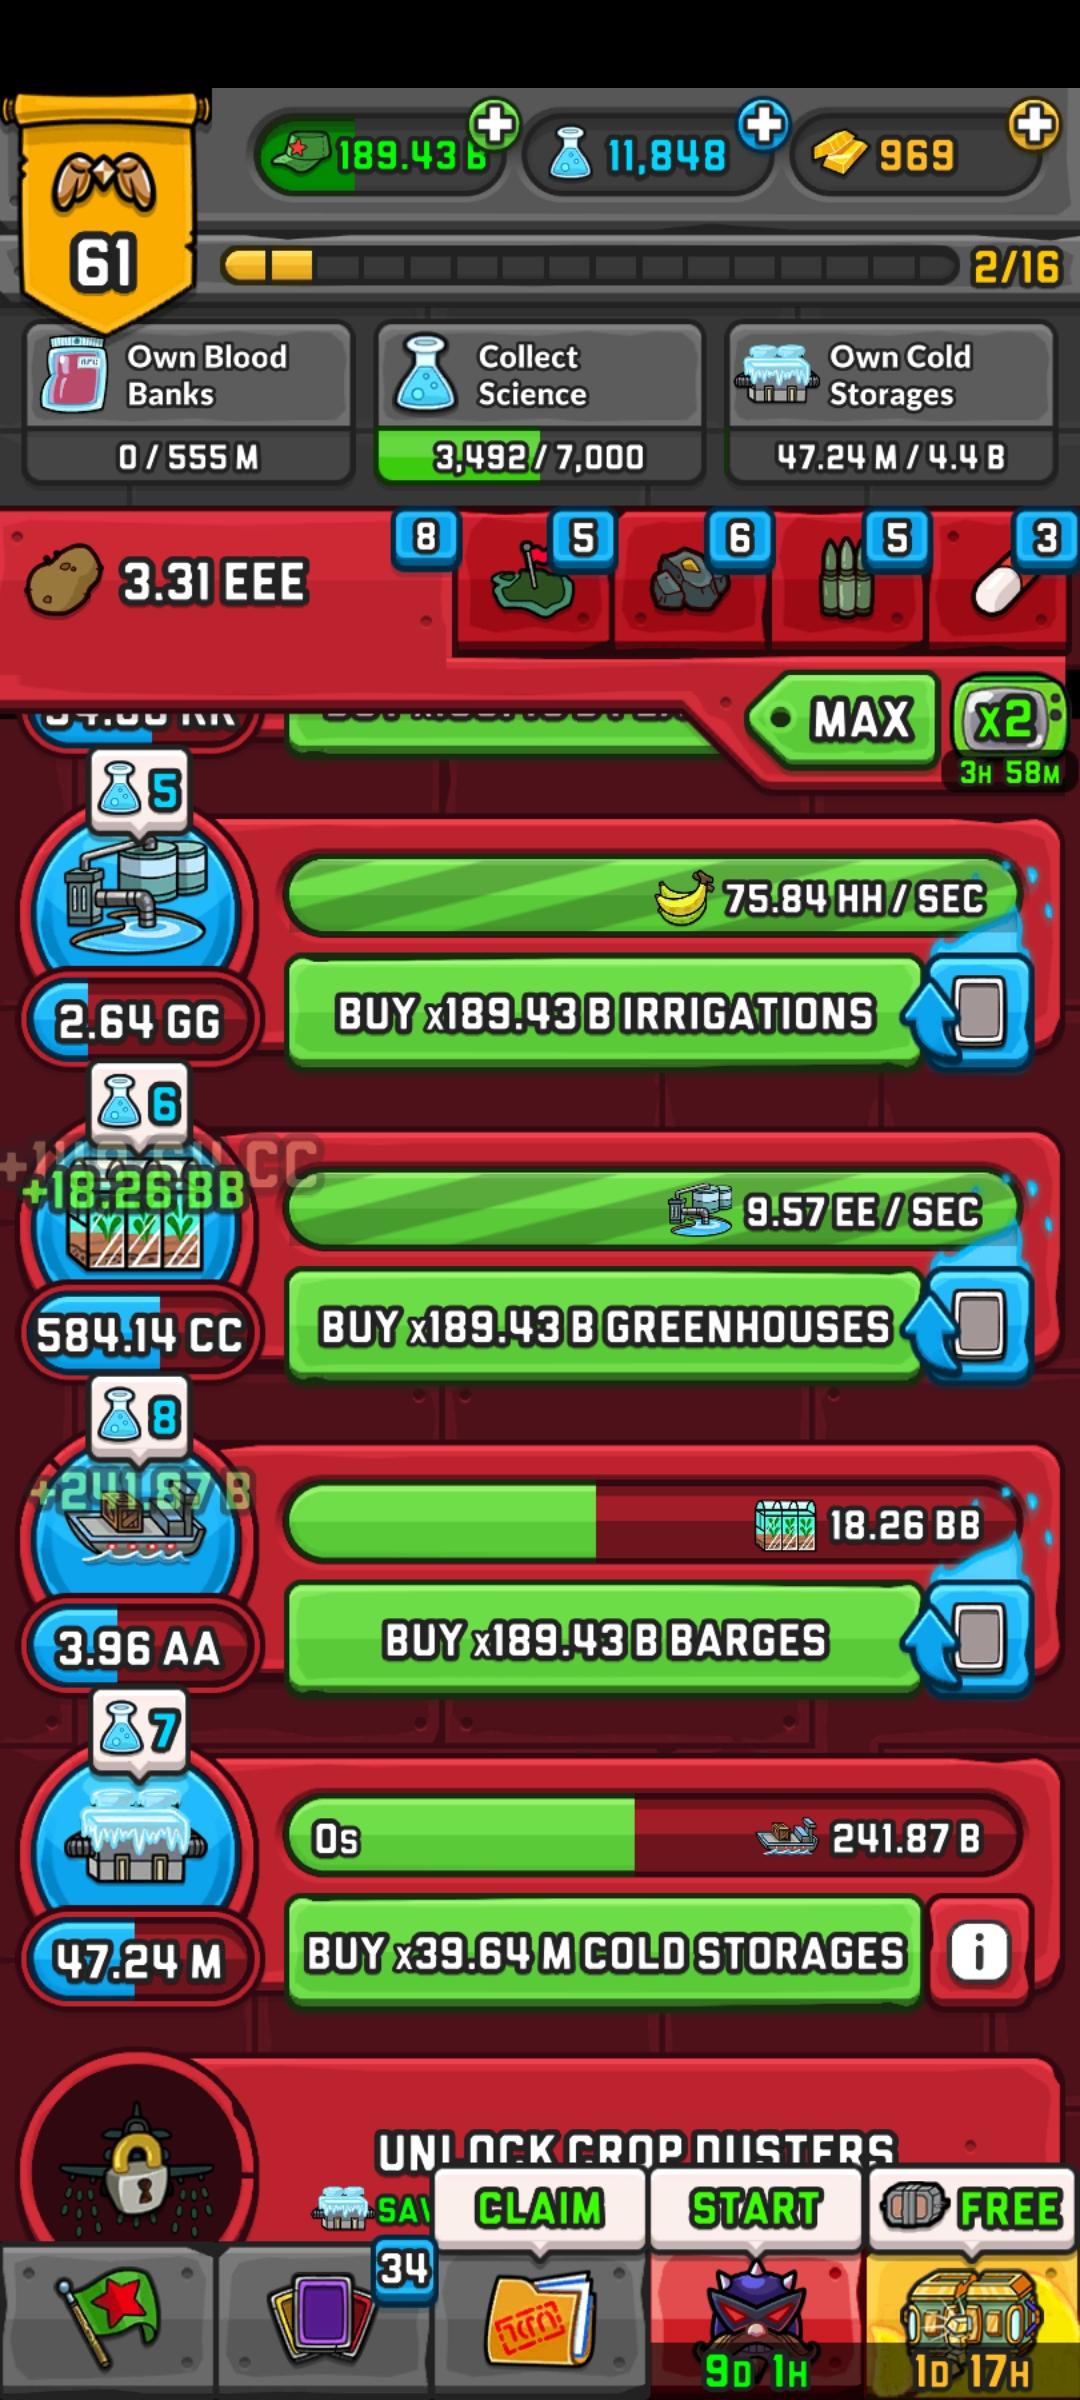 189.43 B
11,848
969
61
2/16
Own Blood Banks
0 / 555 M
Collect Science
3,492 / 7,000
Own Cold Storages
47.24 M / 4.4 B
3.31 EEE
8
5
6
5
3
MAX
x2
3H 58M
5
75.84 HH / SEC
2.64 GG
BUY x189.43 B IRRIGATIONS
6
+18.26 BB
9.57 EE / SEC
584.14 CC
BUY x189.43 B GREENHOUSES
8
+241.87 B
18.26 BB
3.96 AA
BUY x189.43 B BARGES
7
0s
241.87 B
47.24 M
BUY x39.64 M COLD STORAGES
i
UNLOCK CROP DUSTERS
CLAIM
START
FREE
34
9D 1H
1D 17H